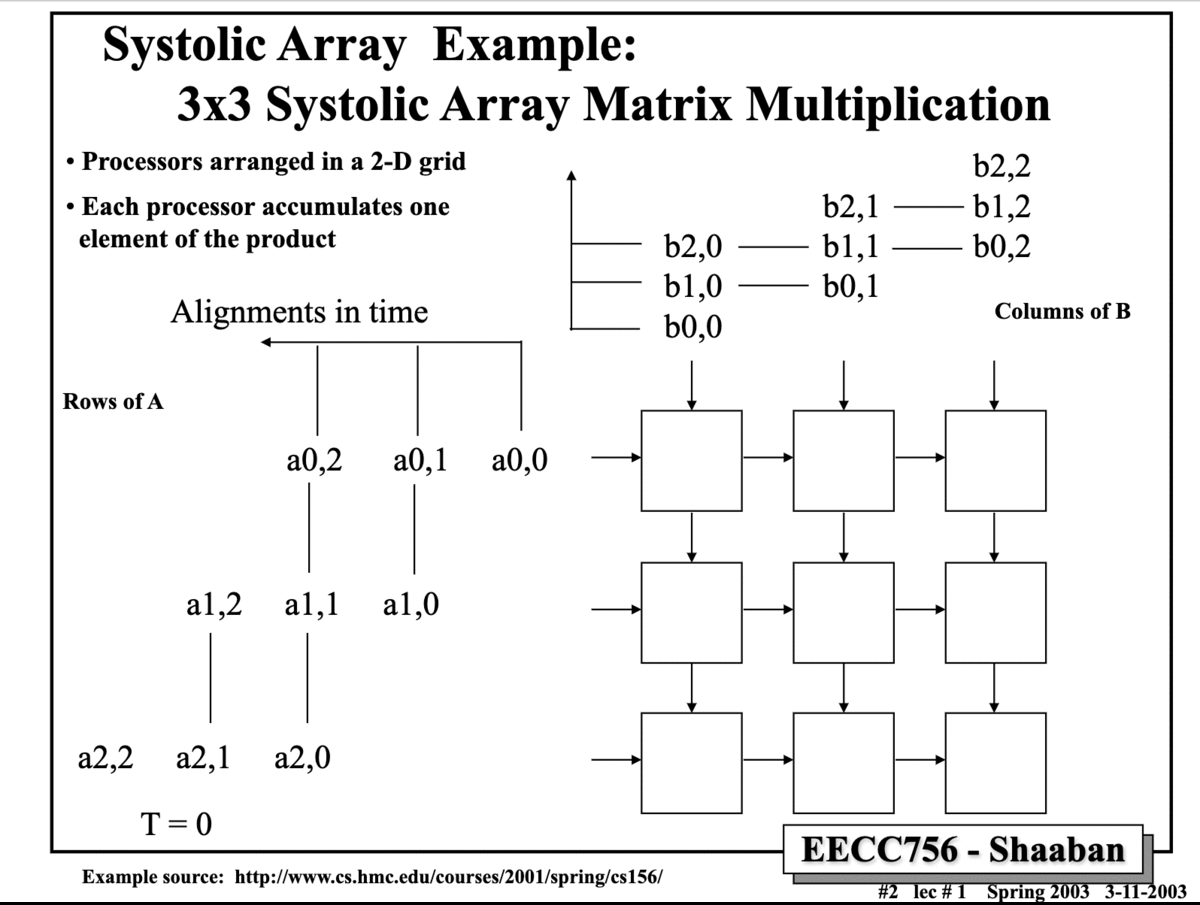 Systolic Array Example:
3x3 Systolic Array Matrix Multiplication
• Processors arranged in a 2-D grid
• Each processor accumulates one
element of the product
b2,2
b2,1 b1,2
b2,0 b1,1 b0,2
b1,0 b0,1
b0,0
Columns of B
Alignments in time
Rows of A
a0,2 a0,1 a0,0
a1,2 a1,1 a1,0
a2,2 a2,1 a2,0
T = 0
EECC756 - Shaaban
Example source: http://www.cs.hmc.edu/courses/2001/spring/cs156/
#2 lec # 1 Spring 2003 3-11-2003